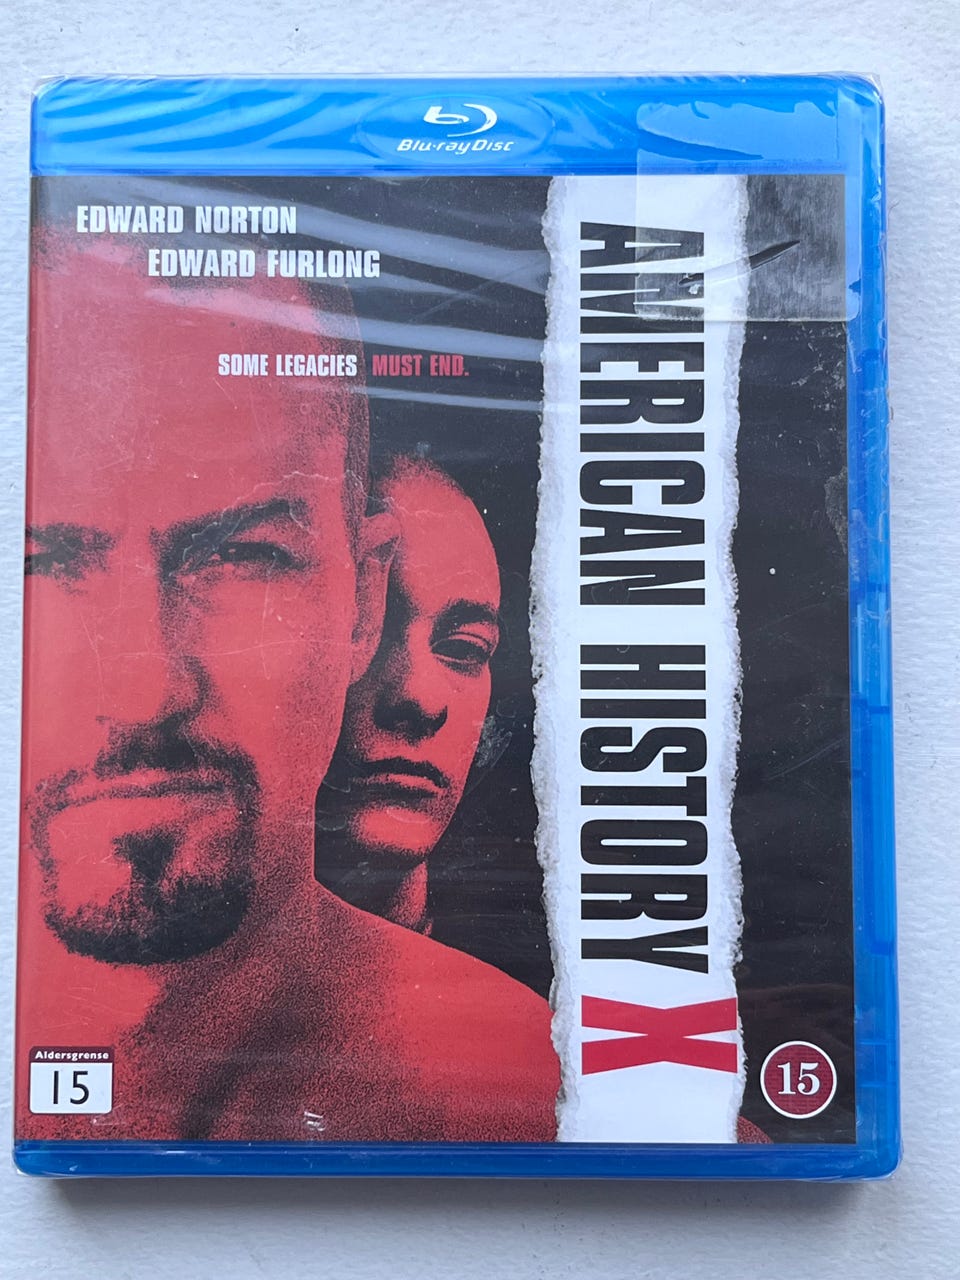 Blu-ray Disc
EDWARD NORTON
EDWARD FURLONG
SOME LEGACIES MUST END.
AMERICAN HISTORY X
Aldersgrense
15
15